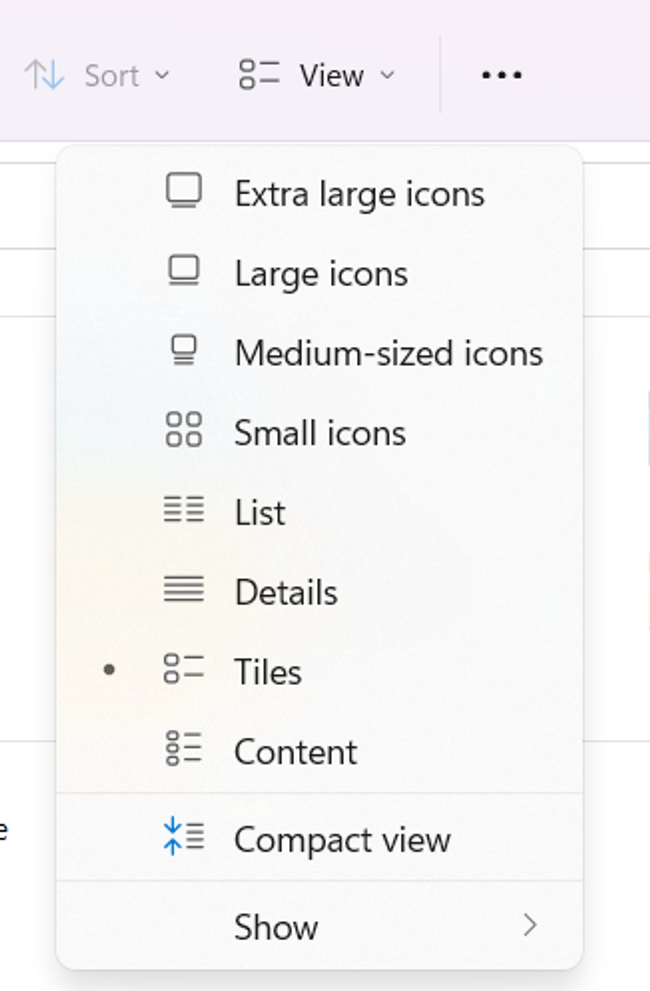 Sort
View
Extra large icons
Large icons
Medium-sized icons
Small icons
List
Details
Tiles
Content
e
Compact view
Show